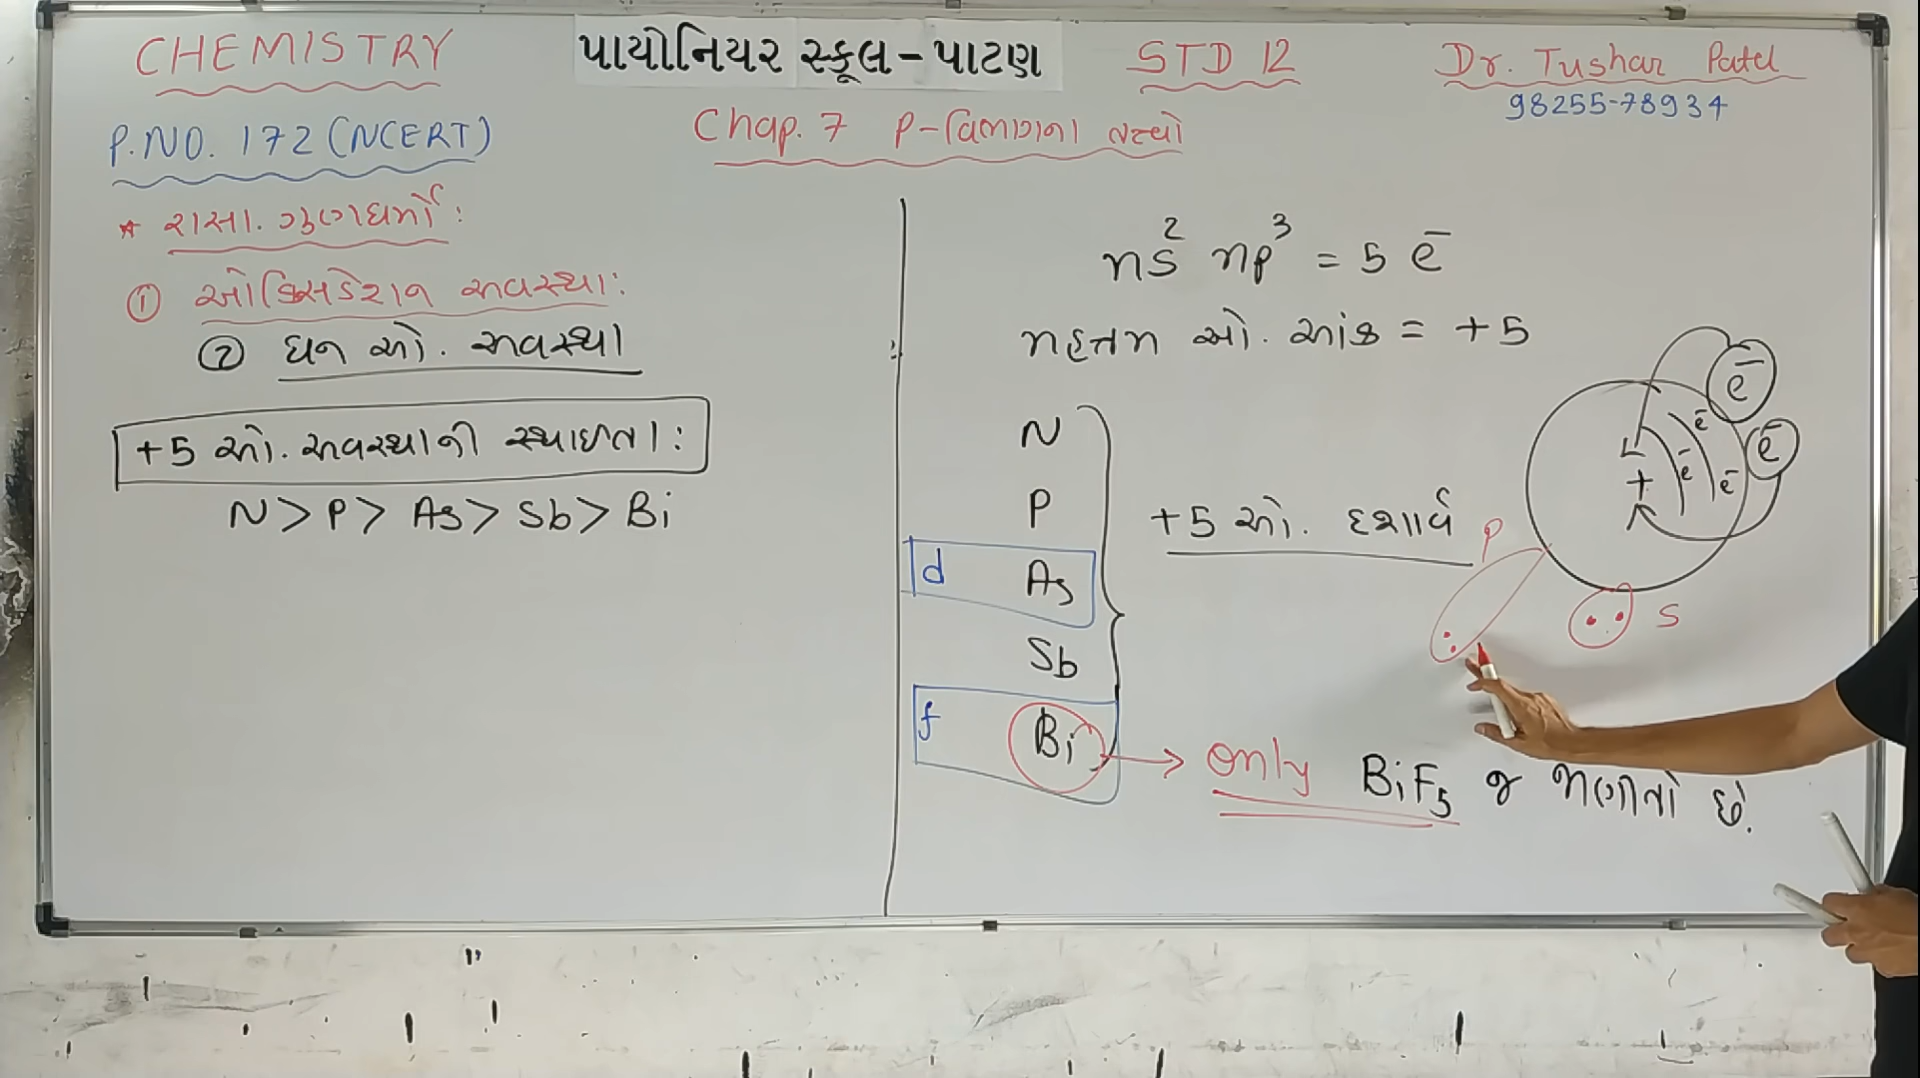 CHEMISTRY
પાયોનિયર સ્કૂલ - પાટણ
STD 12
Dr. Tushar Patel
98255-78934
P.NO. 172 (NCERT)
Chap. 7 P-વિભાગના તત્વો
* રાસા. ગુણધર્મો:
① ઓક્સિડેશન અવસ્થા:
② ધન ઓ. અવસ્થા
+5 ઓ. અવસ્થાની સ્થાઈતા:
N > P > As > Sb > Bi
ns² np³ = 5 e⁻
મહત્તમ ઓ. આંક = +5
N
P
d As
Sb
f Bi
+5 ઓ. દર્શાવે
e⁻
e⁻
e⁻
e⁻
e⁻
+
P
S
→ only BiF₅ જ જાણીતો છે.